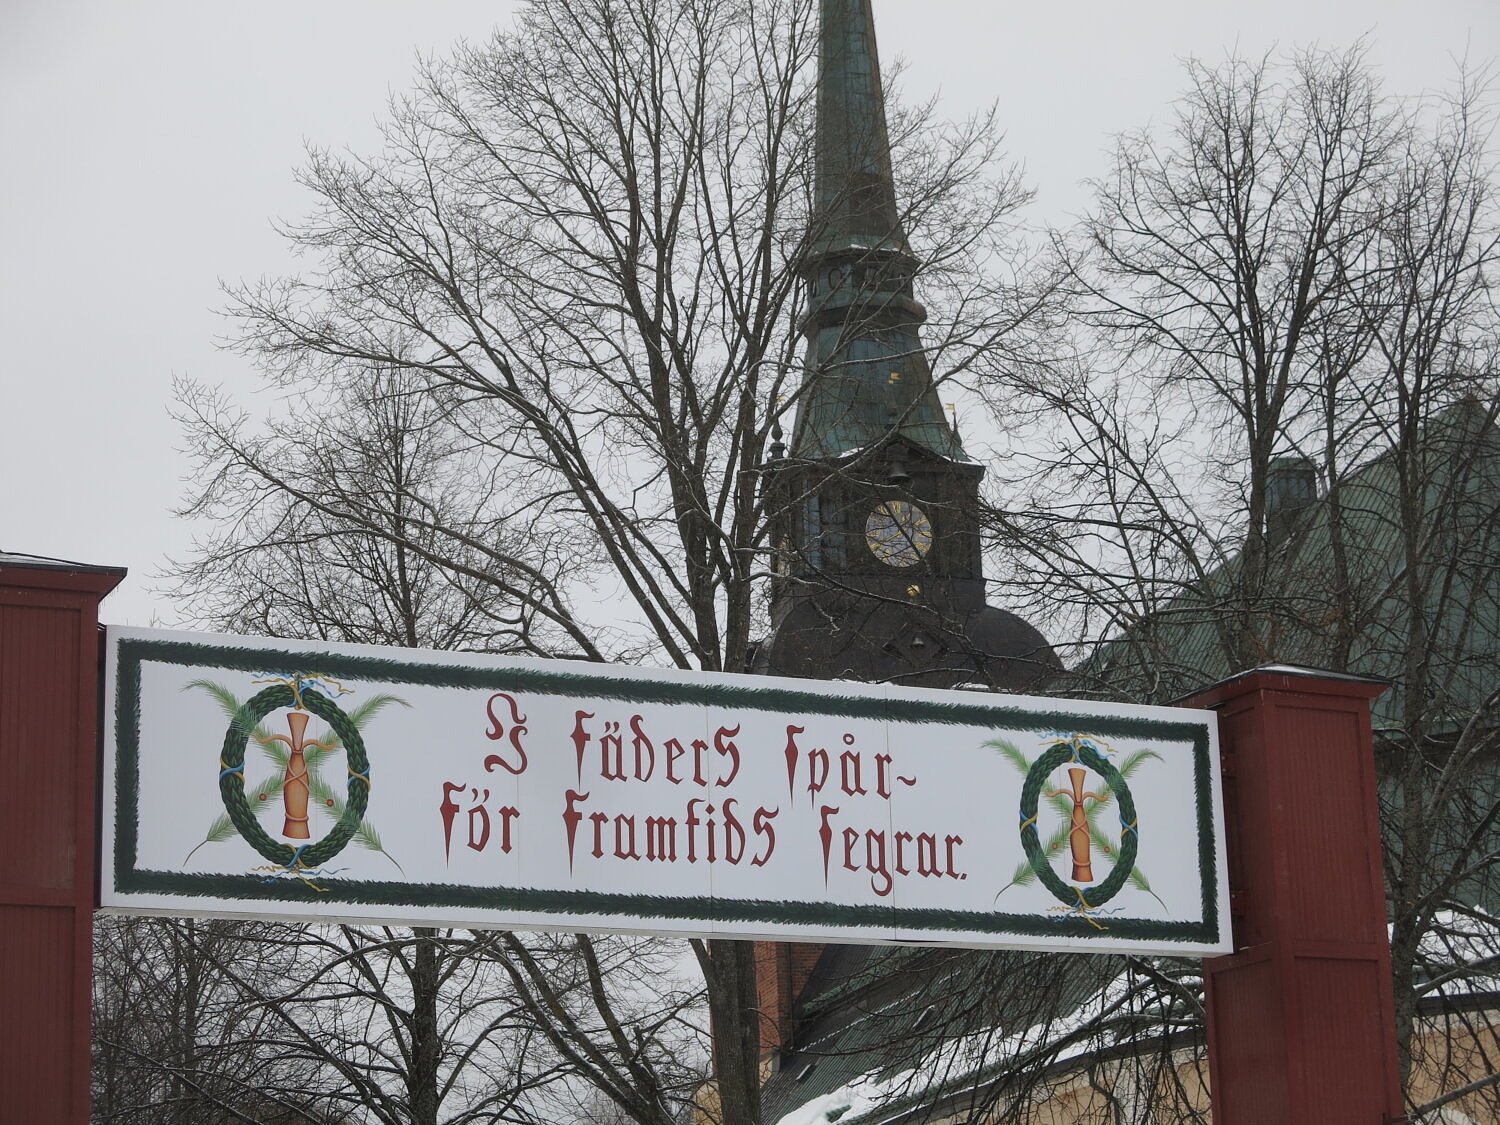 I fäders spår-
för framtids segrar.